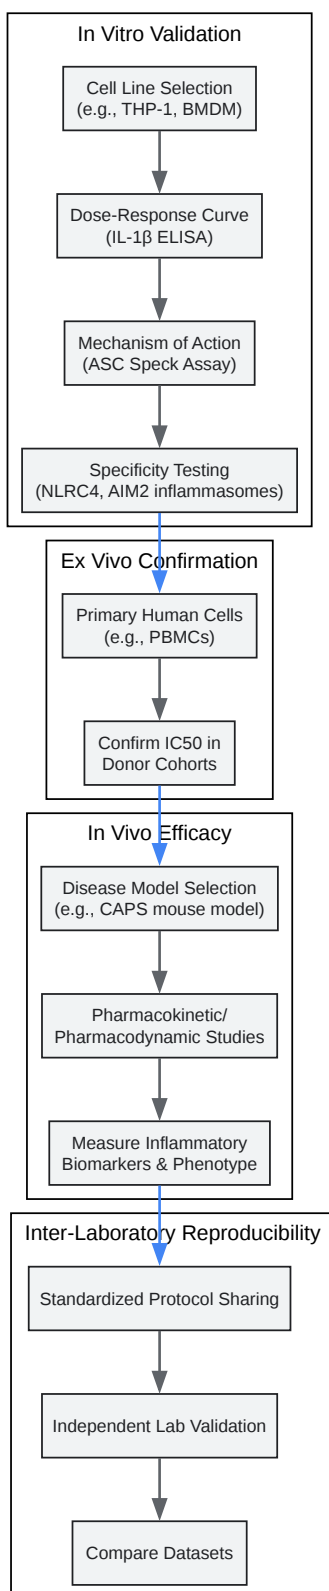 In Vitro Validation
Cell Line Selection
(e.g., THP-1, BMDM)
Dose-Response Curve
(IL-1β ELISA)
Mechanism of Action
(ASC Speck Assay)
Specificity Testing
(NLRC4, AIM2 inflammasomes)
Ex Vivo Confirmation
Primary Human Cells
(e.g., PBMCs)
Confirm IC50 in
Donor Cohorts
In Vivo Efficacy
Disease Model Selection
(e.g., CAPS mouse model)
Pharmacokinetic/
Pharmacodynamic Studies
Measure Inflammatory
Biomarkers & Phenotype
Inter-Laboratory Reproducibility
Standardized Protocol Sharing
Independent Lab Validation
Compare Datasets